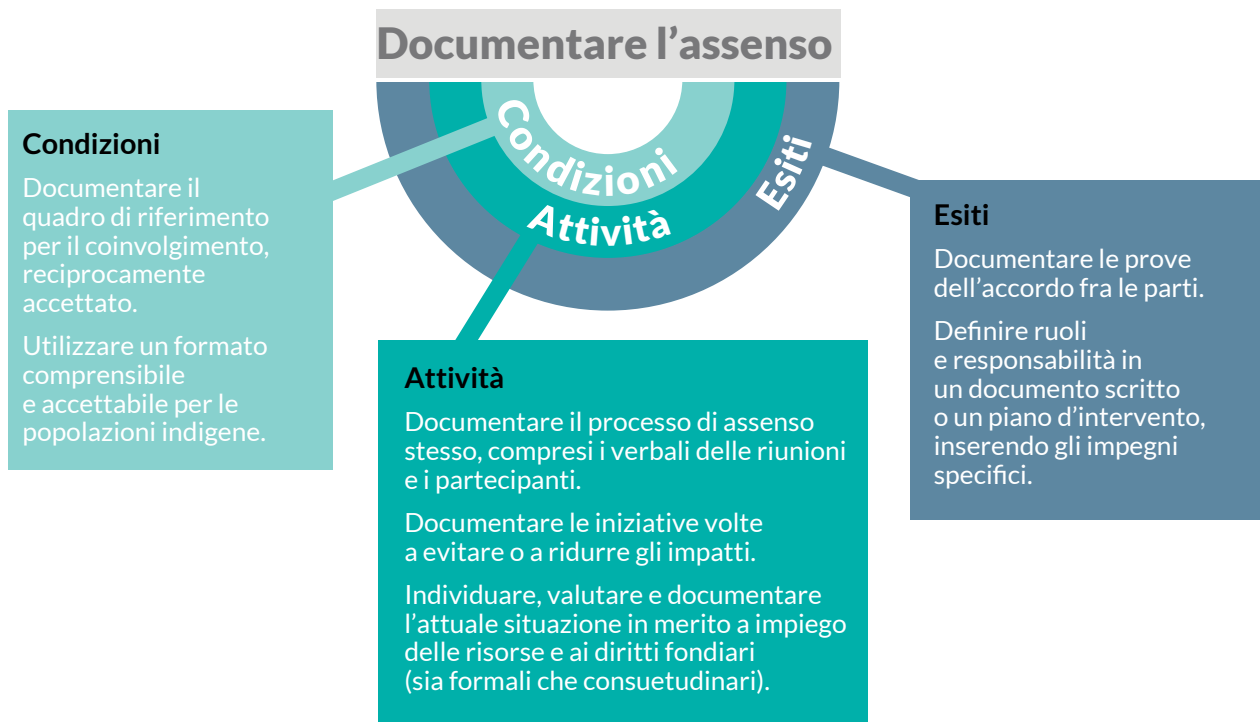 Documentare l’assenso
Condizioni
Attività
Esiti
Condizioni
Documentare il
quadro di riferimento
per il coinvolgimento,
reciprocamente
accettato.
Utilizzare un formato
comprensibile
e accettabile per le
popolazioni indigene.
Attività
Documentare il processo di assenso
stesso, compresi i verbali delle riunioni
e i partecipanti.
Documentare le iniziative volte
a evitare o a ridurre gli impatti.
Individuare, valutare e documentare
l’attuale situazione in merito a impiego
delle risorse e ai diritti fondiari
(sia formali che consuetudinari).
Esiti
Documentare le prove
dell’accordo fra le parti.
Definire ruoli
e responsabilità in
un documento scritto
o un piano d’intervento,
inserendo gli impegni
specifici.